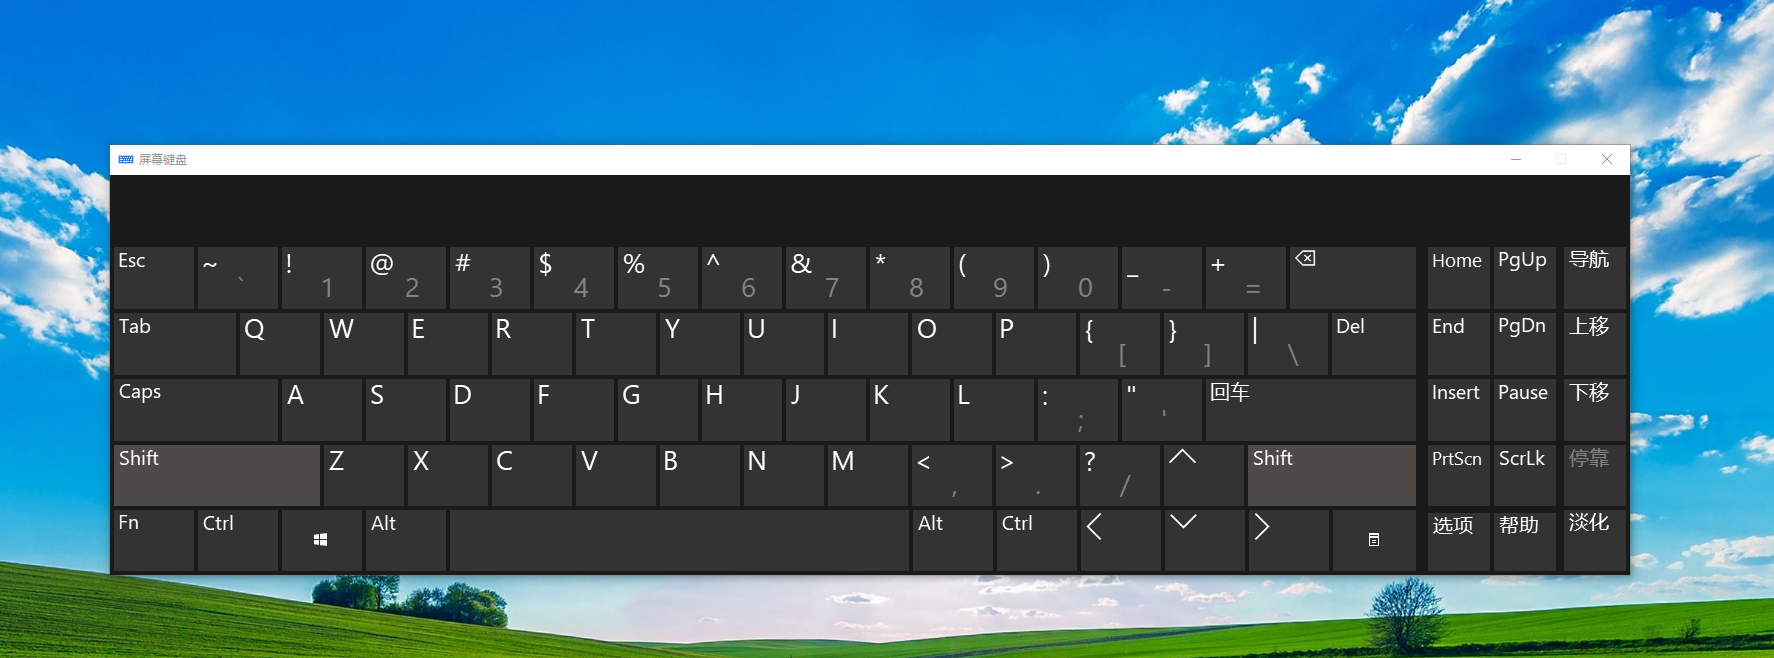 屏幕键盘
Esc ~ ` ! 1 @ 2 # 3 $ 4 % 5 ^ 6 & 7 * 8 ( 9 ) 0 _ - + = Home PgUp 导航
Tab Q W E R T Y U I O P { [ } ] | \ Del End PgDn 上移
Caps A S D F G H J K L : ; " ' 回车 Insert Pause 下移
Shift Z X C V B N M < , > . ? / Shift PrtScn ScrLk 停靠
Fn Ctrl Alt Alt Ctrl 选项 帮助 淡化